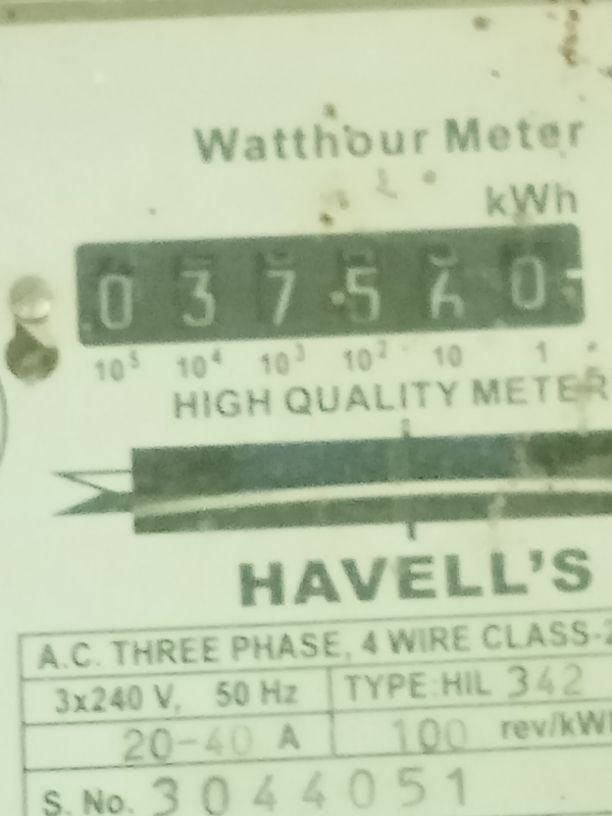 Watthour Meter
kWh
0 3 7 5 6 0
10⁵ 10⁴ 10³ 10² 10 1
HIGH QUALITY METER
HAVELL'S
A.C. THREE PHASE, 4 WIRE CLASS-2
3x240 V, 50 Hz TYPE HIL 342
20-40 A 100 rev/kWh
S. No. 3044051